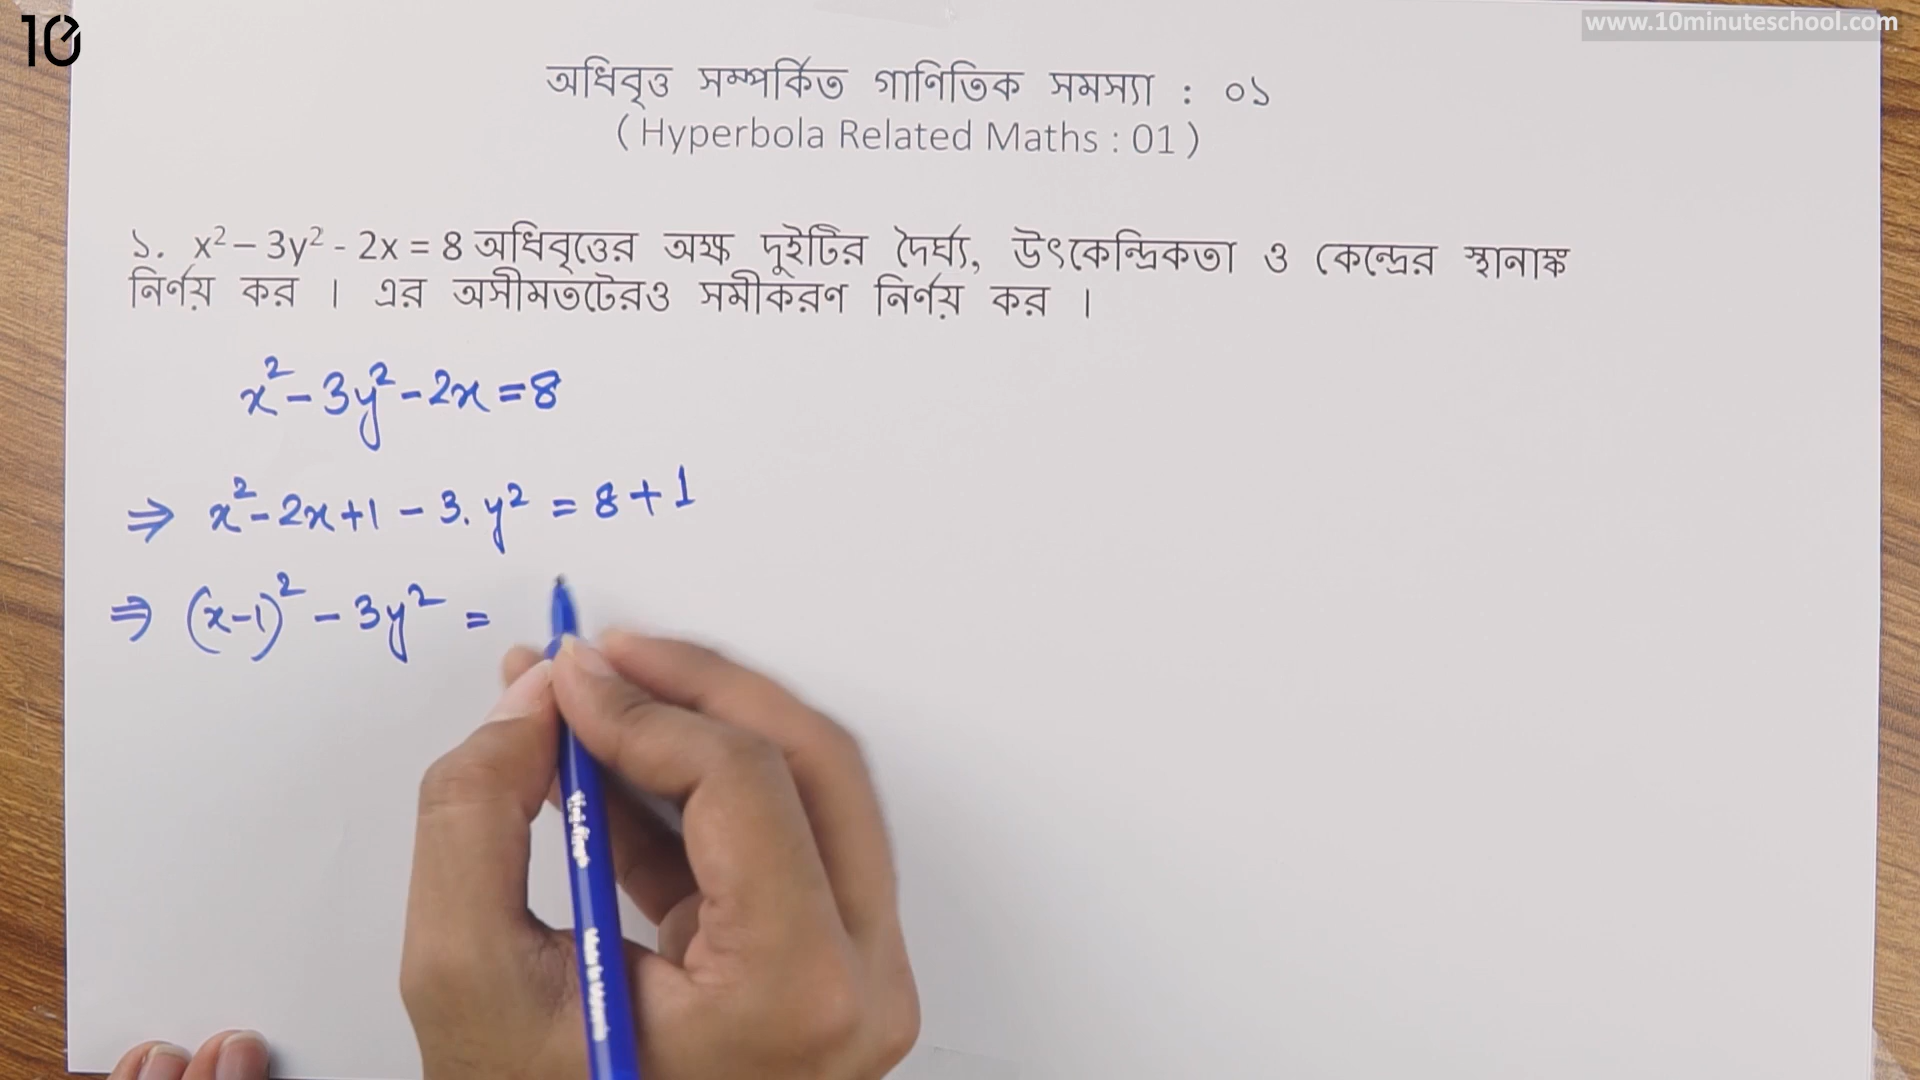 10
www.10minuteschool.com
অধিবৃত্ত সম্পর্কিত গাণিতিক সমস্যা : ০১
( Hyperbola Related Maths : 01 )
১. x² – 3y² - 2x = 8 অধিবৃত্তের অক্ষ দুইটির দৈর্ঘ্য, উৎকেন্দ্রিকতা ও কেন্দ্রের স্থানাঙ্ক
নির্ণয় কর । এর অসীমতটেরও সমীকরণ নির্ণয় কর ।
x² - 3y² - 2x = 8
⇒ x² - 2x + 1 - 3. y² = 8 + 1
⇒ (x-1)² - 3y² =